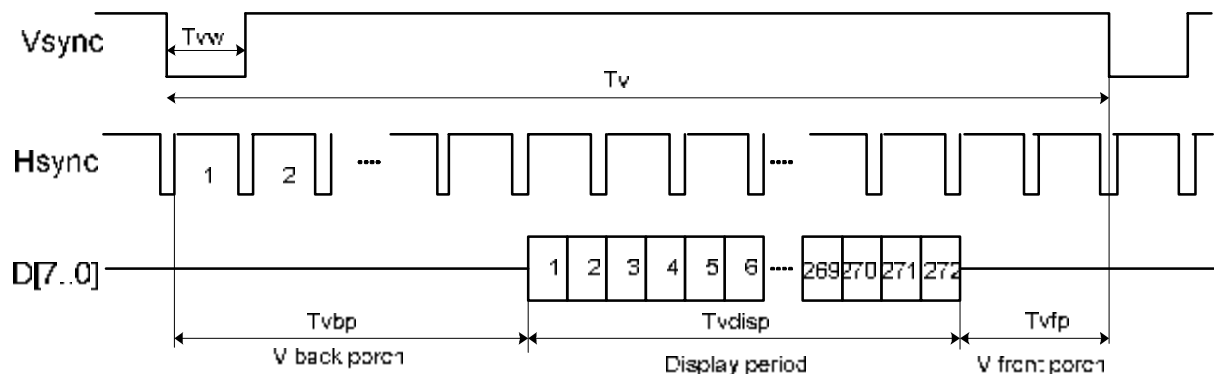 Vsync
Tvw
Tv
Hsync
1 2 .... ....
D[7..0]
1 2 3 4 5 6 .... 269 270 271 272
Tvbp Tvdisp Tvfp
V back porch Display period V front porch